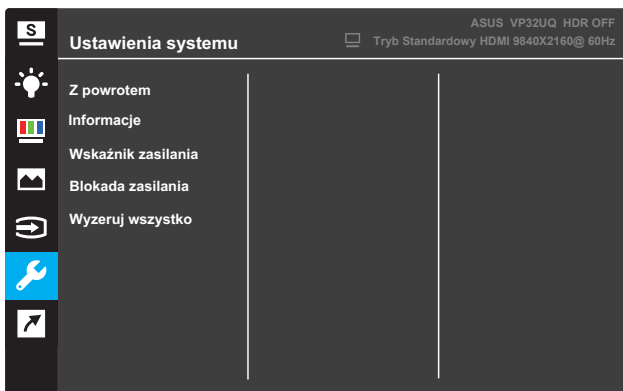 S
ASUS VP32UQ HDR OFF
Ustawienia systemu
Tryb Standardowy HDMI 9840X2160@ 60Hz
Z powrotem
Informacje
Wskaźnik zasilania
Blokada zasilania
Wyzeruj wszystko